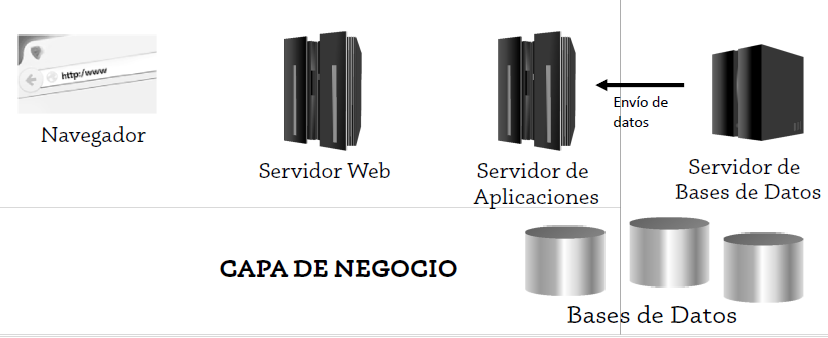 http:/www
Navegador
Servidor Web
Servidor de
Aplicaciones
Envío de
datos
Servidor de
Bases de Datos
CAPA DE NEGOCIO
Bases de Datos